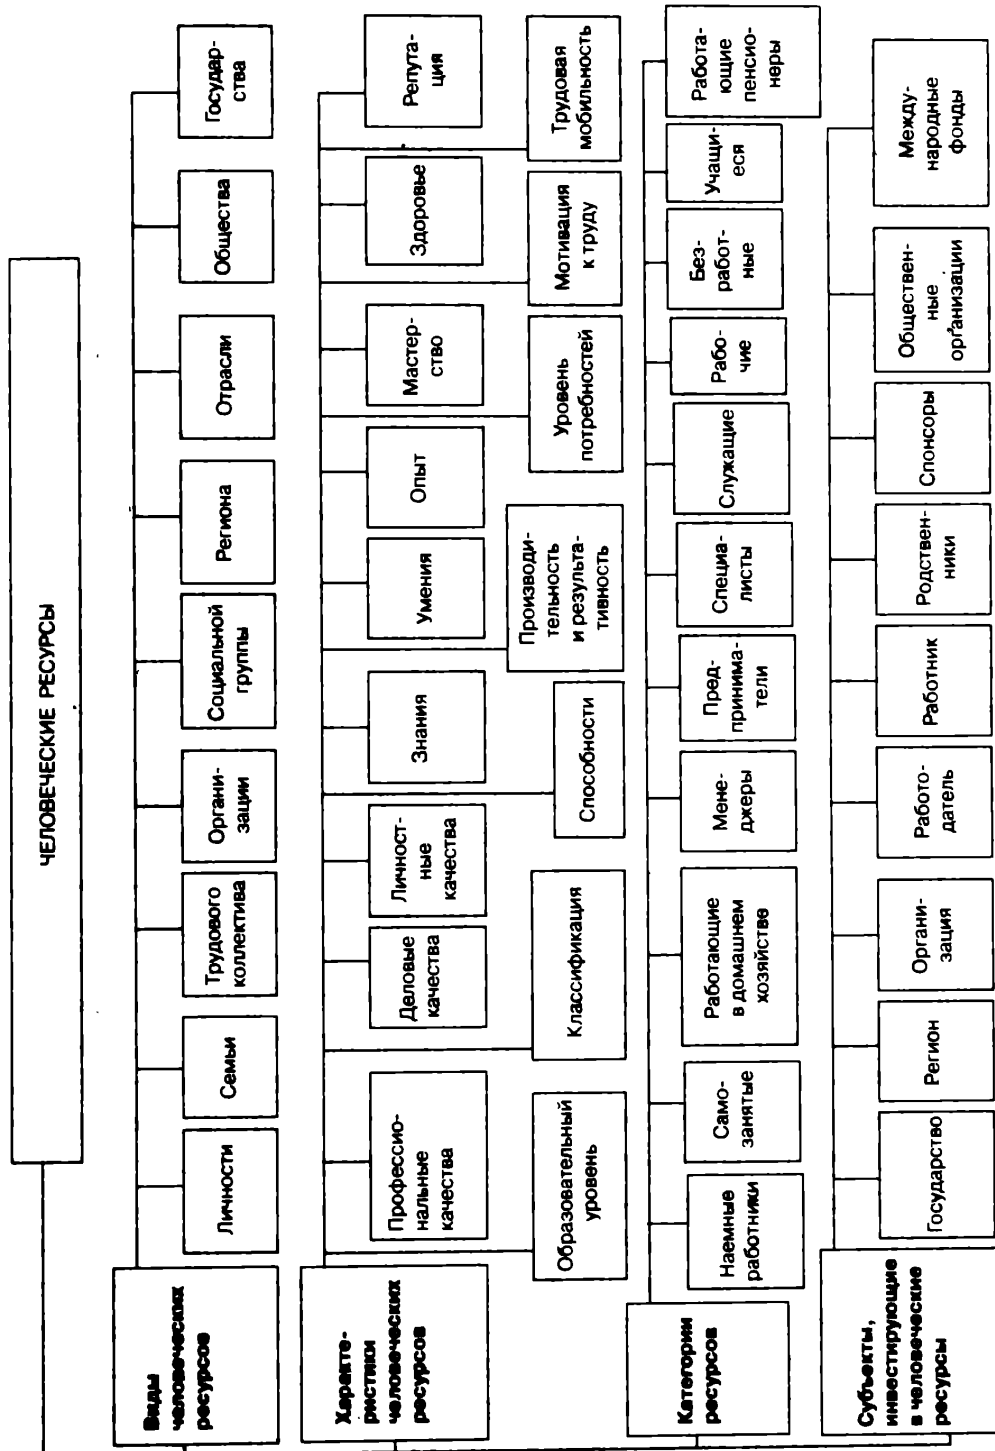 ЧЕЛОВЕЧЕСКИЕ РЕСУРСЫ
Виды
человеческих
ресурсов
Личности
Семьи
Трудового
коллектива
Органи-
зации
Социальной
группы
Региона
Отрасли
Общества
Государ-
ства
Характе-
ристики
человеческих
ресурсов
Профессио-
нальные
качества
Деловые
качества
Личност-
ные
качества
Знания
Умения
Опыт
Мастер-
ство
Здоровье
Репута-
ция
Образовательный
уровень
Классификация
Способности
Производи-
тельность
и результа-
тивность
Уровень
потребностей
Мотивация
к труду
Трудовая
мобильность
Категории
ресурсов
Наемные
работники
Само-
занятые
Работающие
в домашнем
хозяйстве
Мене-
джеры
Пред-
принима-
тели
Специа-
листы
Служащие
Рабо-
чие
Без-
работ-
ные
Учащи-
еся
Работа-
ющие
пенсио-
неры
Субъекты,
инвестирующие
в человеческие
ресурсы
Государство
Регион
Органи-
зация
Работо-
датель
Работник
Родствен-
ники
Спонсоры
Обществен-
ные
организации
Между-
народные
фонды